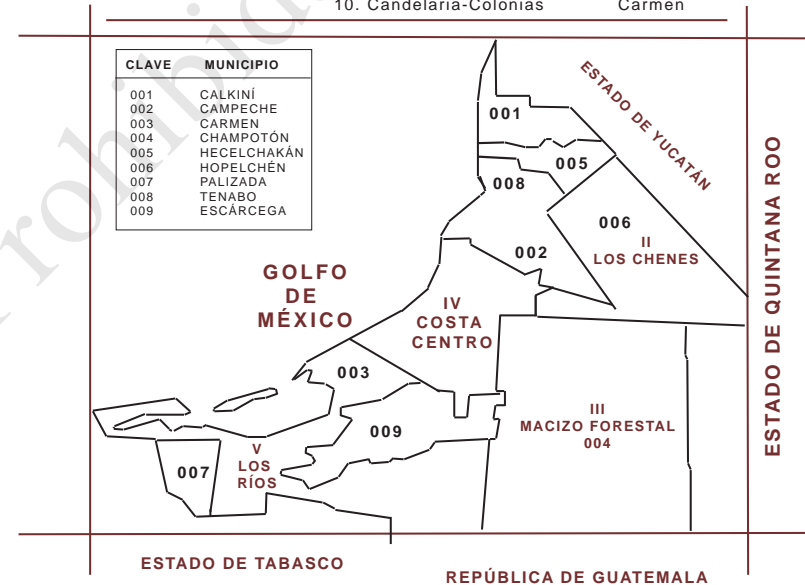 10. Candelaria-Colonias Carmen
CLAVE MUNICIPIO
001 CALKINÍ
002 CAMPECHE
003 CARMEN
004 CHAMPOTÓN
005 HECELCHAKÁN
006 HOPELCHÉN
007 PALIZADA
008 TENABO
009 ESCÁRCEGA
Prohibid
ESTADO DE YUCATÁN
ESTADO DE QUINTANA ROO
001
005
008
006
II
LOS CHENES
002
GOLFO
DE
MÉXICO
IV
COSTA
CENTRO
003
III
MACIZO FORESTAL
004
009
V
LOS
RÍOS
007
ESTADO DE TABASCO
REPÚBLICA DE GUATEMALA